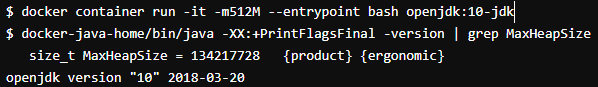 $ docker container run -it -m512M --entrypoint bash openjdk:10-jdk
$ docker-java-home/bin/java -XX:+PrintFlagsFinal -version | grep MaxHeapSize
size_t MaxHeapSize = 134217728 {product} {ergonomic}
openjdk version "10" 2018-03-20